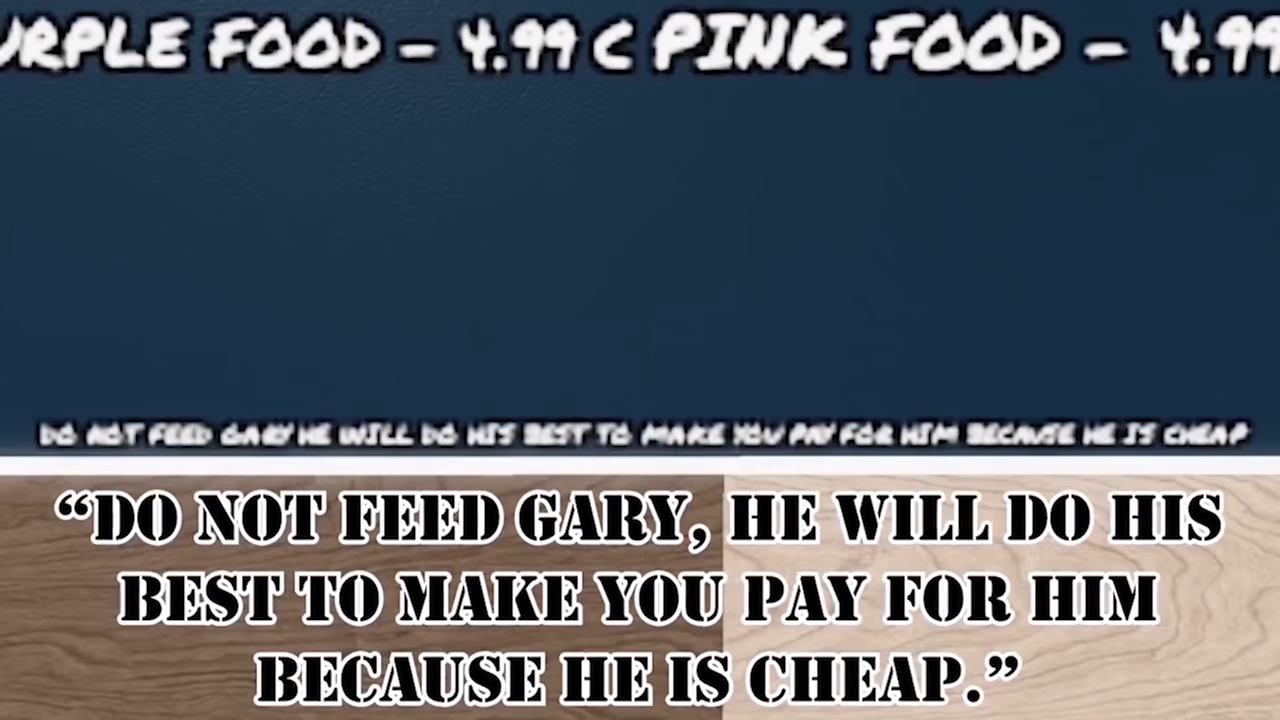 URPLE FOOD - 4.99 C PINK FOOD - 4.99
DO NOT FEED GARY HE WILL DO HIS BEST TO MAKE YOU PAY FOR HIM BECAUSE HE IS CHEAP
“DO NOT FEED GARY, HE WILL DO HIS
BEST TO MAKE YOU PAY FOR HIM
BECAUSE HE IS CHEAP.”